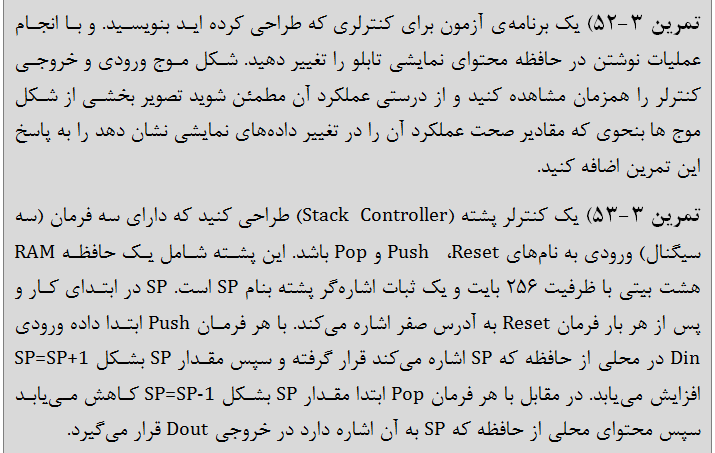 تمرین ۳-۵۲) یک برنامه‌ی آزمون برای کنترلری که طراحی کرده اید بنویسید. و با انجام
عملیات نوشتن در حافظه محتوای نمایشی تابلو را تغییر دهید. شکل موج ورودی و خروجی
کنترلر را همزمان مشاهده کنید و از درستی عملکرد آن مطمئن شوید تصویر بخشی از شکل
موج ها بنحوی که مقادیر صحت عملکرد آن را در تغییر داده‌های نمایشی نشان دهد را به پاسخ
این تمرین اضافه کنید.
تمرین ۳-۵۳) یک کنترلر پشته (Stack Controller) طراحی کنید که دارای سه فرمان (سه
سیگنال) ورودی به نام‌های Reset، Push و Pop باشد. این پشته شامل یک حافظه RAM
هشت بیتی با ظرفیت ۲۵۶ بایت و یک ثبات اشاره‌گر پشته بنام SP است. SP در ابتدای کار و
پس از هر بار فرمان Reset به آدرس صفر اشاره می‌کند. با هر فرمان Push ابتدا داده ورودی
Din در محلی از حافظه که SP اشاره می‌کند قرار گرفته و سپس مقدار SP بشکل SP=SP+1
افزایش می‌یابد. در مقابل با هر فرمان Pop ابتدا مقدار SP بشکل SP=SP-1 کاهش می‌یابد
سپس محتوای محلی از حافظه که SP به آن اشاره دارد در خروجی Dout قرار می‌گیرد.